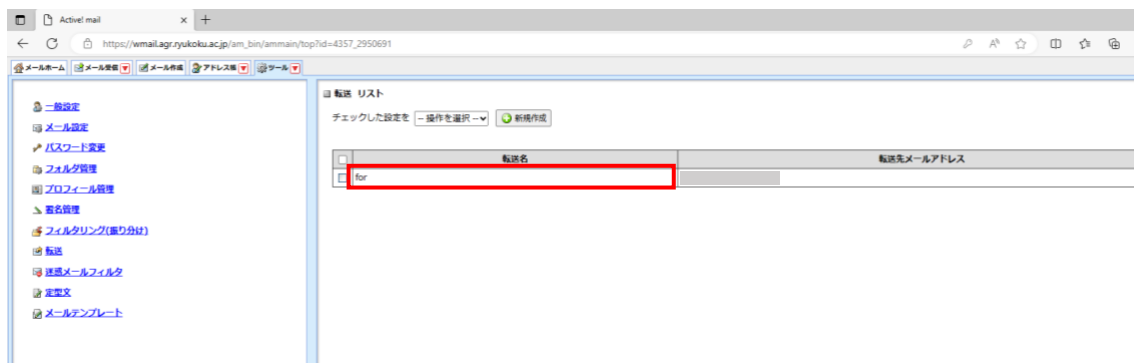 Active! mail
https://wmail.agr.ryukoku.ac.jp/am_bin/ammain/top?id=4357_2950691
メールホーム メール受信 メール作成 アドレス帳 ツール
一般設定
メール設定
パスワード変更
フォルダ管理
プロフィール管理
署名管理
フィルタリング(振り分け)
転送
迷惑メールフィルタ
定型文
メールテンプレート
転送 リスト
チェックした設定を -- 操作を選択 -- 新規作成
転送名 転送先メールアドレス
for